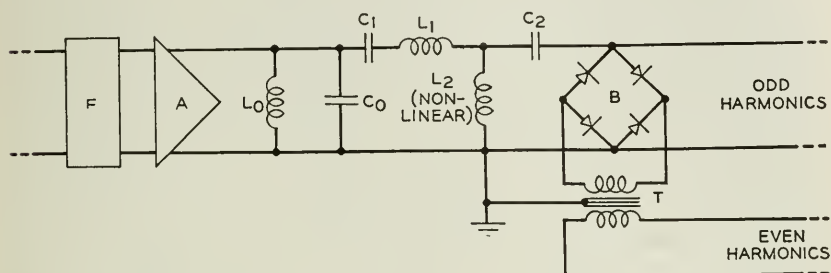 C1
L1
C2
F
A
L0
C0
L2
(NON-
LINEAR)
B
ODD
HARMONICS
T
EVEN
HARMONICS